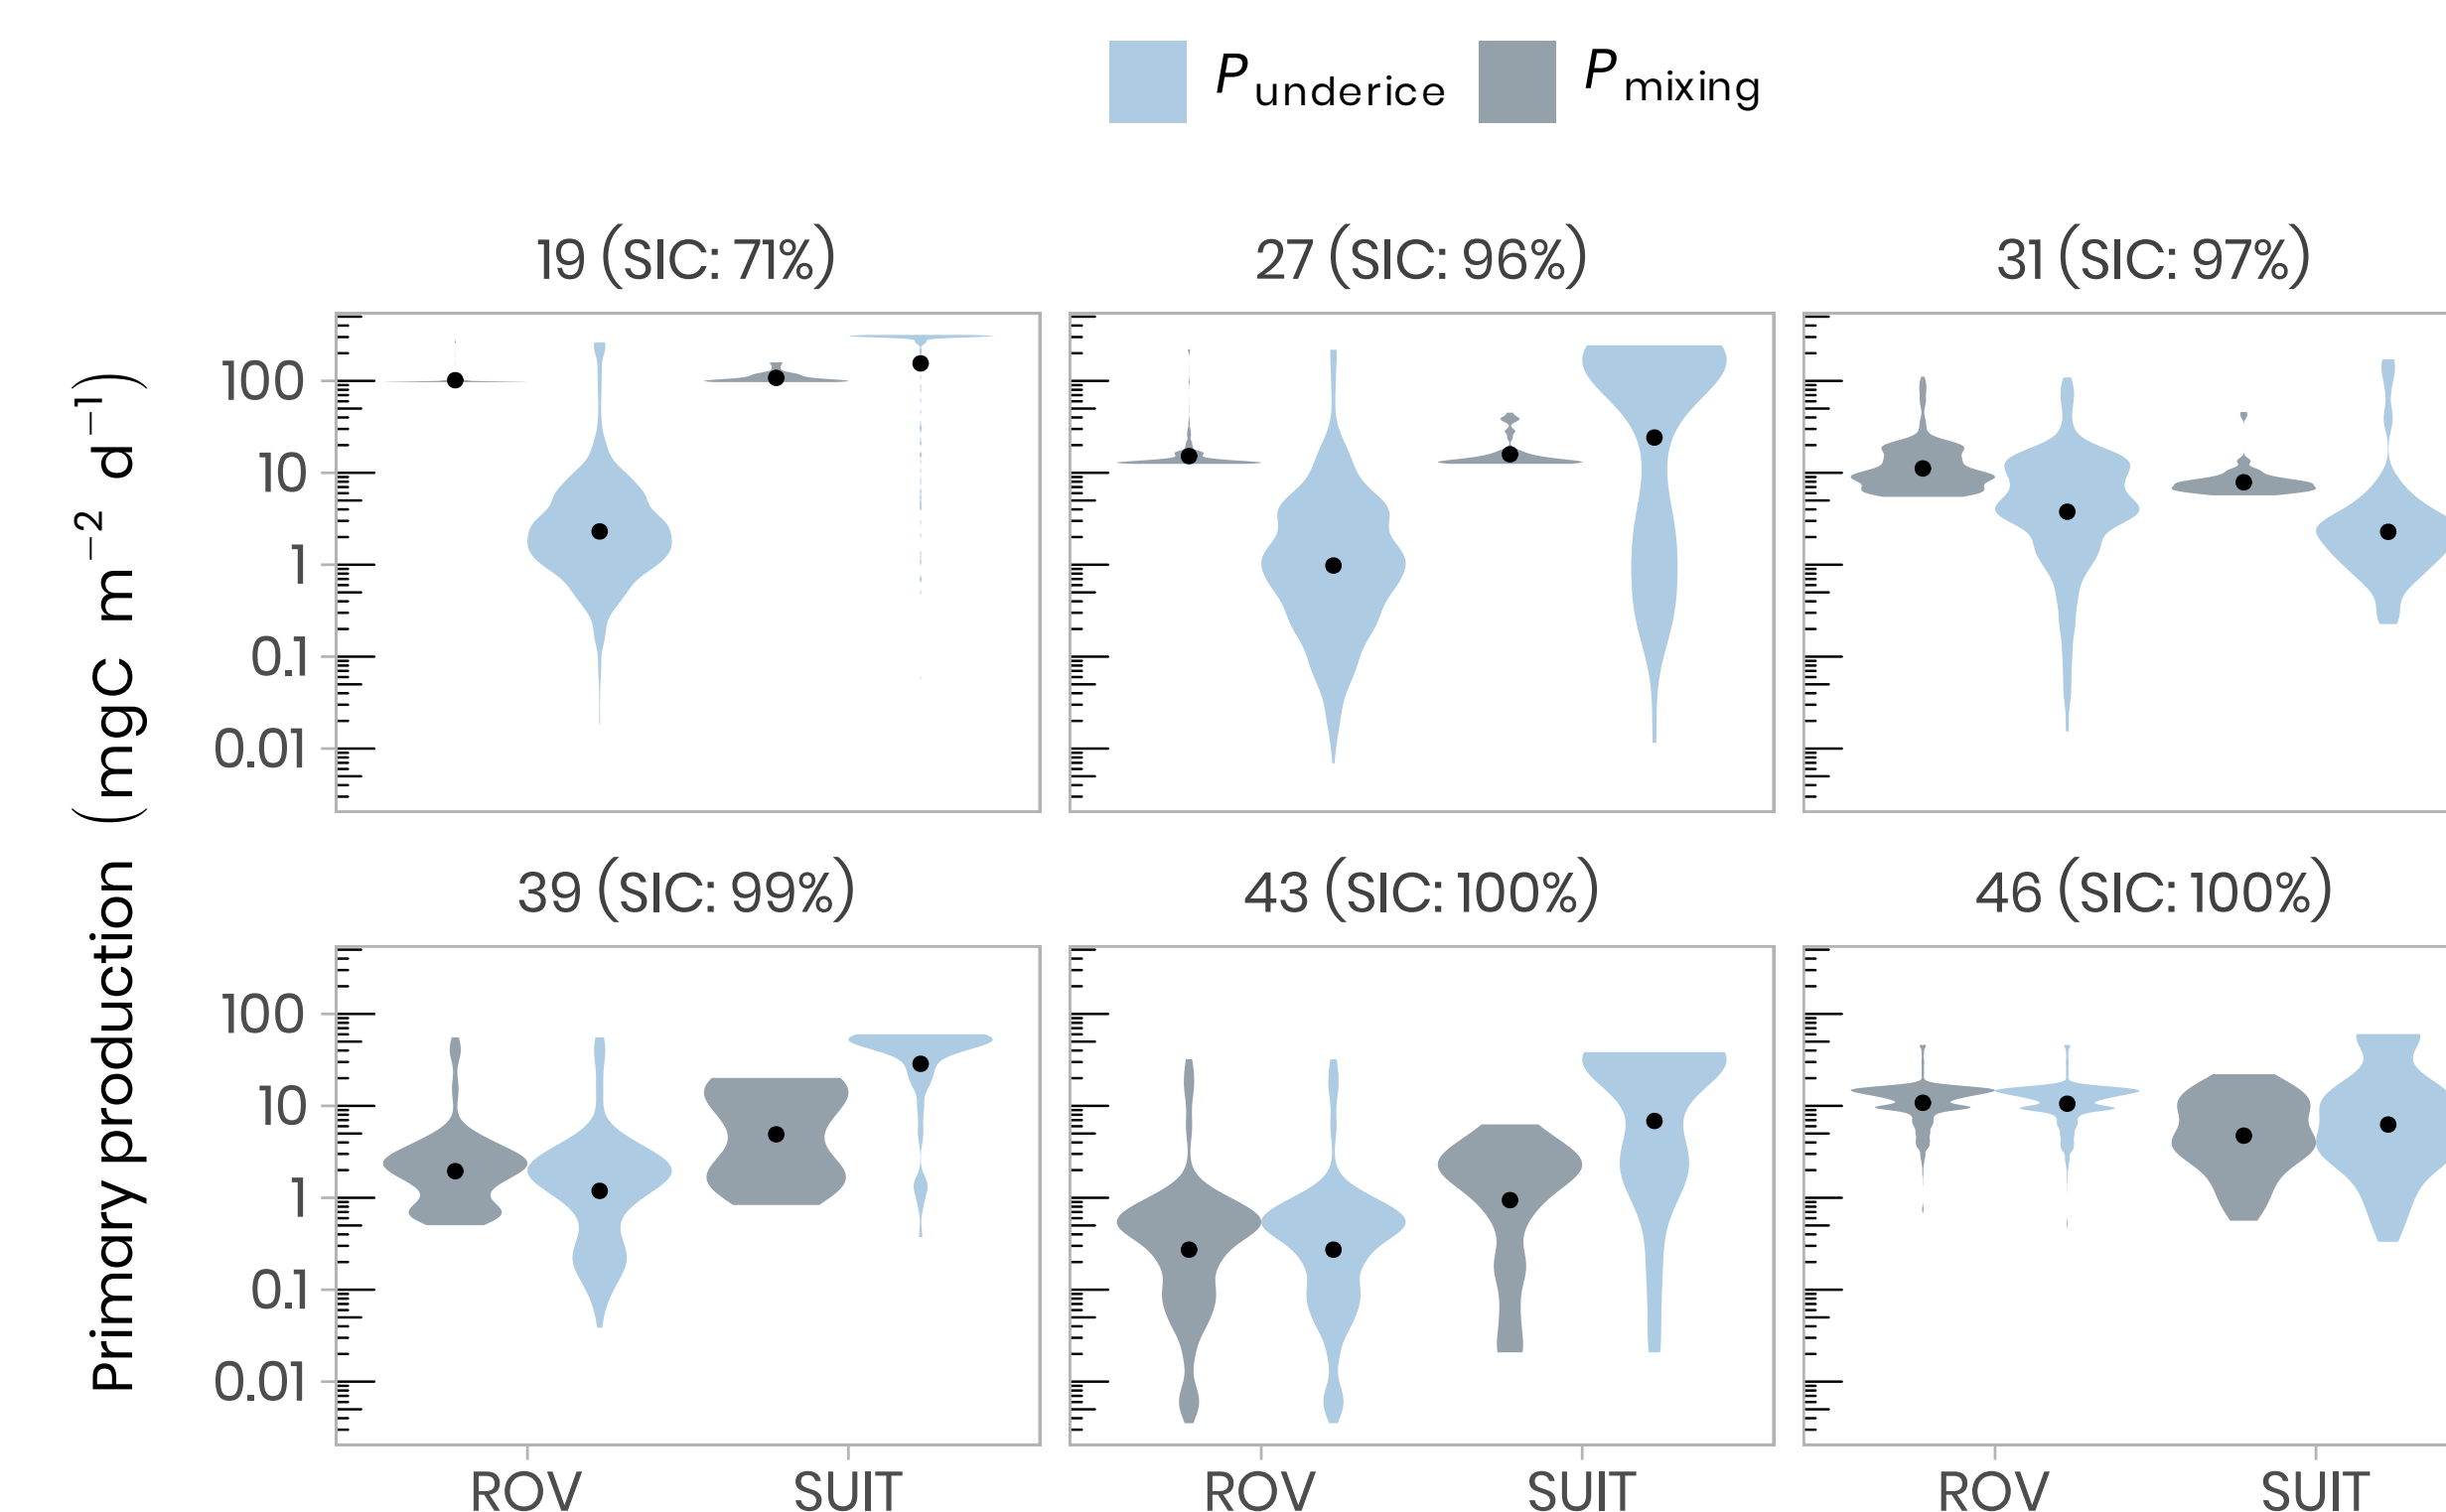 P underice P mixing
19 (SIC: 71%) 27 (SIC: 96%) 31 (SIC: 97%)
Primary production (mgC m⁻² d⁻¹)
100
10
1
0.1
0.01
39 (SIC: 99%) 43 (SIC: 100%) 46 (SIC: 100%)
100
10
1
0.1
0.01
ROV SUIT ROV SUIT ROV SUIT